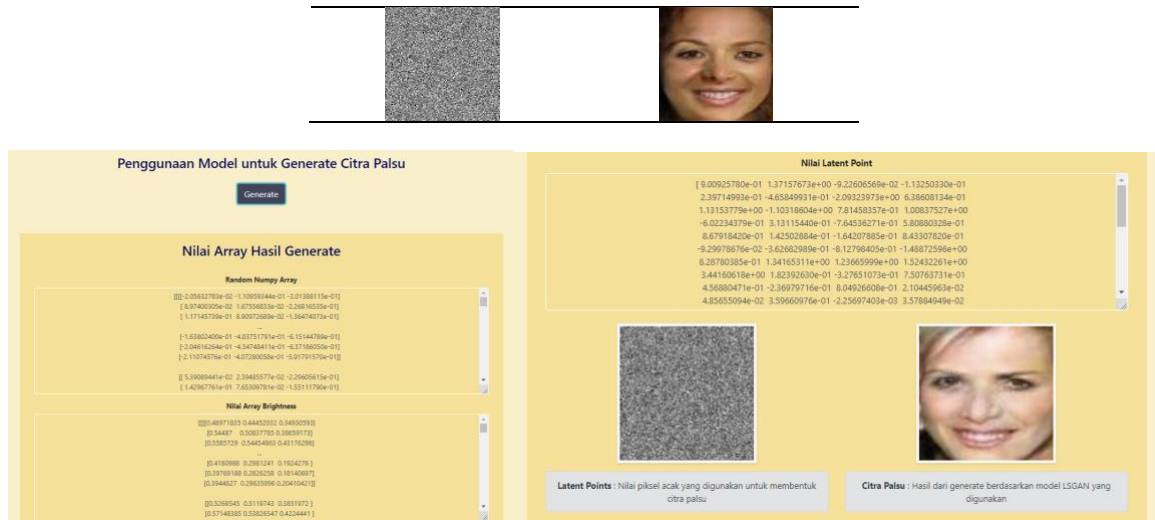 Penggunaan Model untuk Generate Citra Palsu
Generate
Nilai Array Hasil Generate
Random Numpy Array
[[[[-2.05632783e-02 -1.10959344e-01 -3.01388115e-01]
[ 8.97400305e-02 1.67556833e-02 -2.26816535e-01]
[ 1.17145739e-01 8.90972689e-02 -1.36474073e-01]
...
[-1.63802400e-01 -4.03751791e-01 -6.15144789e-01]
[-2.04616264e-01 -4.34748411e-01 -6.37186050e-01]
[-2.11074576e-01 -4.07280058e-01 -5.91791570e-01]]
[[ 5.39089441e-02 2.39485577e-02 -2.29605615e-01]
[ 1.42967761e-01 7.65309781e-02 -1.55111790e-01]
Nilai Array Brightness
[[[[0.48971835 0.44452032 0.34930593]
[0.54487 0.50837785 0.38659173]
[0.5585729 0.54454863 0.43176296]
...
[0.4180988 0.2981241 0.1924276 ]
[0.39769188 0.2826258 0.18140697]
[0.3944627 0.29635996 0.20410421]]
[[0.5269545 0.5119743 0.3851972 ]
[0.57148385 0.53826547 0.4224441 ]
Nilai Latent Point
[ 9.00925780e-01 1.37157673e+00 -9.22606569e-02 -1.13250330e-01
2.39714993e-01 -4.65849931e-01 -2.09323973e+00 6.38608134e-01
1.13153779e+00 -1.10318604e+00 7.81458357e-01 1.00837527e+00
-6.02234379e-01 3.13115440e-01 -7.64536271e-01 5.80880328e-01
8.67918420e-01 1.42502884e-01 -1.64207885e-01 8.43307820e-01
-9.29978676e-02 -3.62682989e-01 -8.12798405e-01 -1.48872596e+00
8.28780385e-01 1.34165311e+00 1.23665999e+00 1.52432261e+00
3.44160618e+00 1.82392630e-01 -3.27651073e-01 7.50763731e-01
4.56880471e-01 -2.36979716e-01 8.04926608e-01 2.10445963e-02
4.85655094e-02 3.59660976e-01 -2.25697403e-03 3.57884949e-02
Latent Points : Nilai piksel acak yang digunakan untuk membentuk
citra palsu
Citra Palsu : Hasil dari generate berdasarkan model LSGAN yang
digunakan